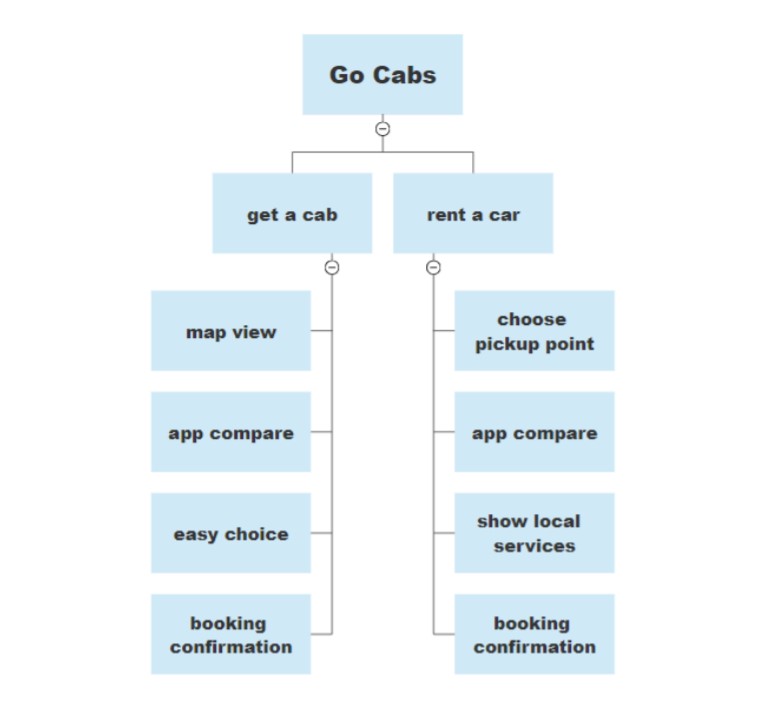 Go Cabs
get a cab
rent a car
map view
app compare
easy choice
booking
confirmation
choose
pickup point
app compare
show local
services
booking
confirmation